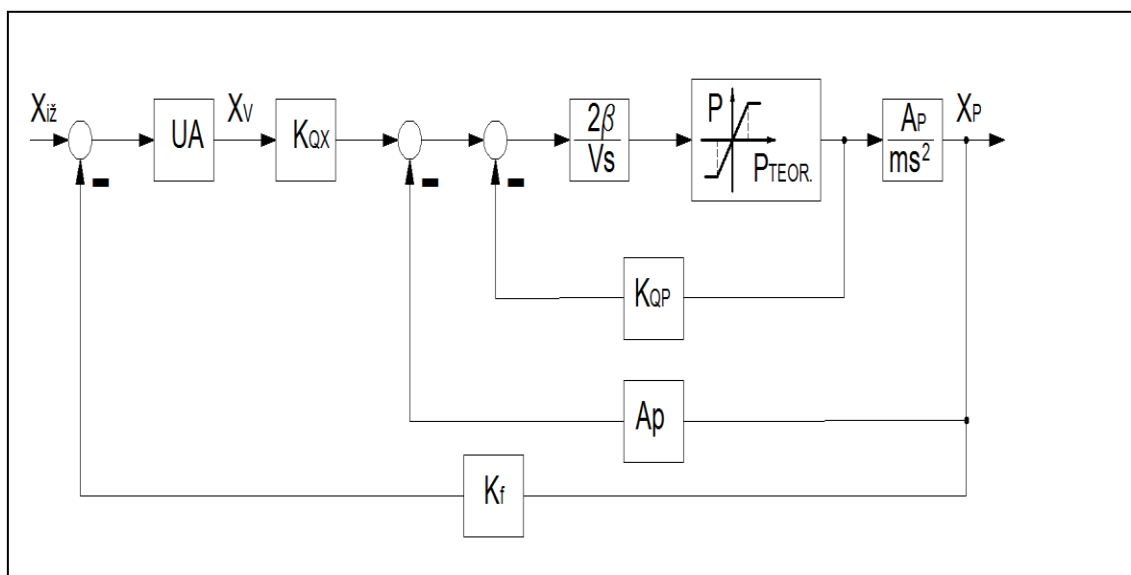 Xiž
UA
XV
KQX
2β
Vs
P
PTEOR.
AP
ms²
XP
-
-
-
KQP
Ap
Kf